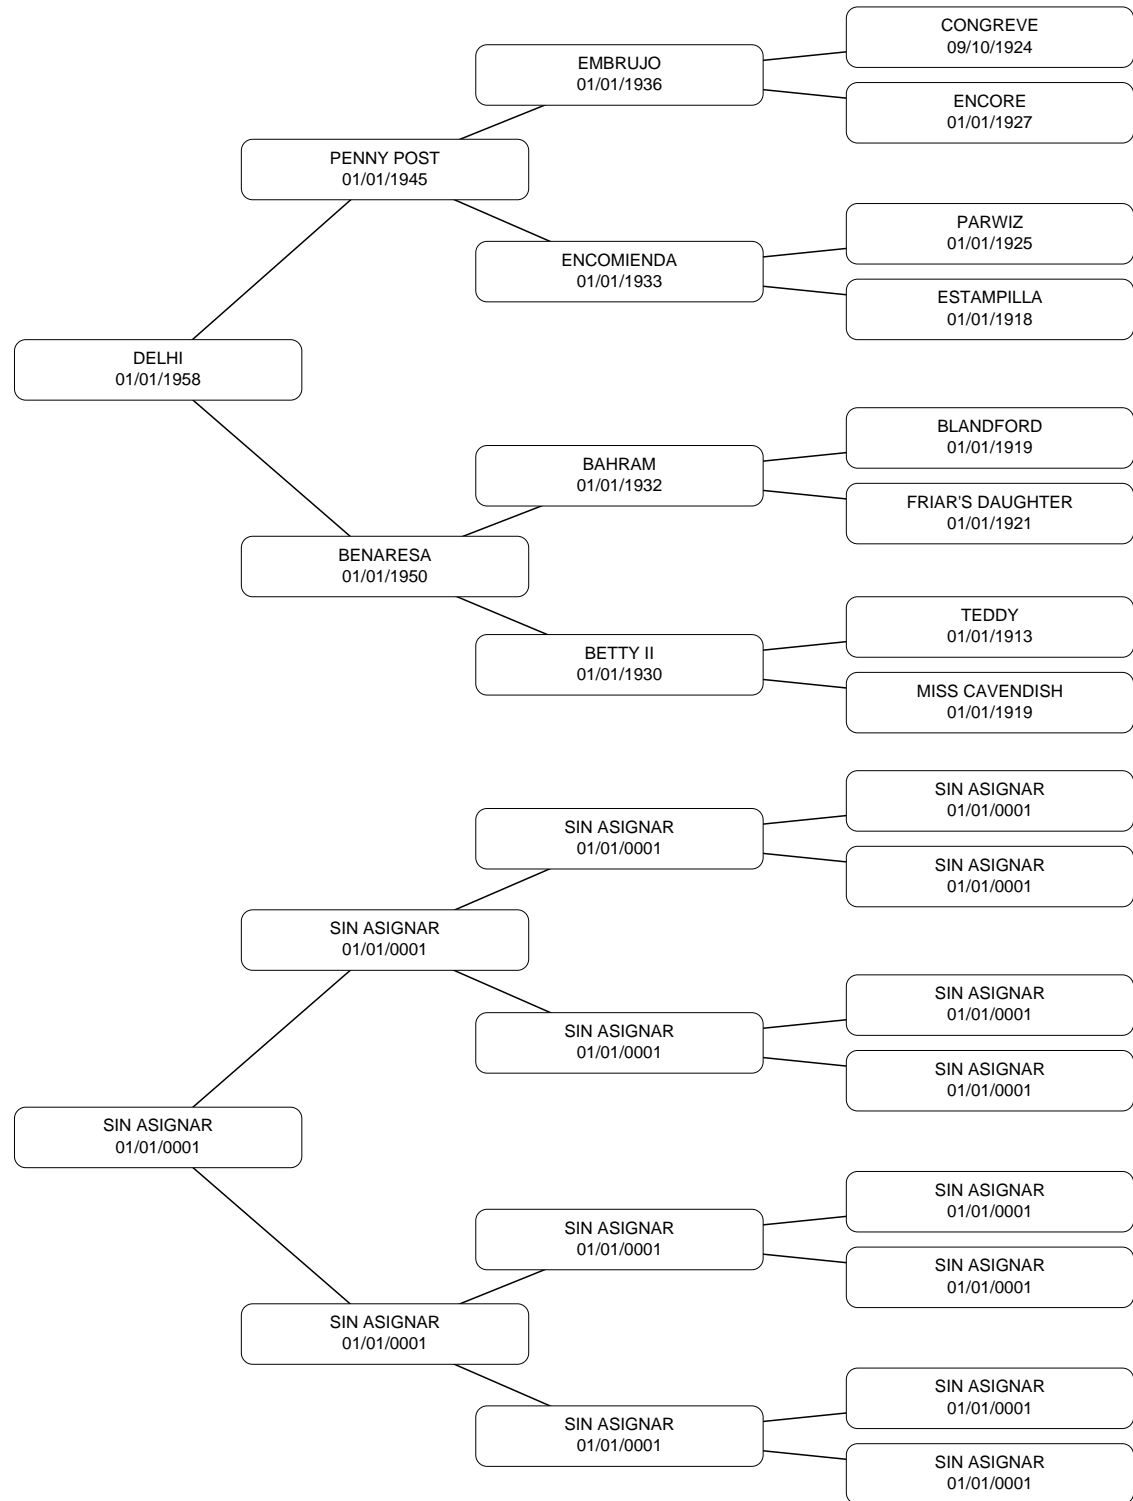 CONGREVE
09/10/1924
EMBRUJO
01/01/1936
ENCORE
01/01/1927
PENNY POST
01/01/1945
PARWIZ
01/01/1925
ENCOMIENDA
01/01/1933
ESTAMPILLA
01/01/1918
DELHI
01/01/1958
BLANDFORD
01/01/1919
BAHRAM
01/01/1932
FRIAR'S DAUGHTER
01/01/1921
BENARESA
01/01/1950
TEDDY
01/01/1913
BETTY II
01/01/1930
MISS CAVENDISH
01/01/1919
SIN ASIGNAR
01/01/0001
SIN ASIGNAR
01/01/0001
SIN ASIGNAR
01/01/0001
SIN ASIGNAR
01/01/0001
SIN ASIGNAR
01/01/0001
SIN ASIGNAR
01/01/0001
SIN ASIGNAR
01/01/0001
SIN ASIGNAR
01/01/0001
SIN ASIGNAR
01/01/0001
SIN ASIGNAR
01/01/0001
SIN ASIGNAR
01/01/0001
SIN ASIGNAR
01/01/0001
SIN ASIGNAR
01/01/0001
SIN ASIGNAR
01/01/0001
SIN ASIGNAR
01/01/0001